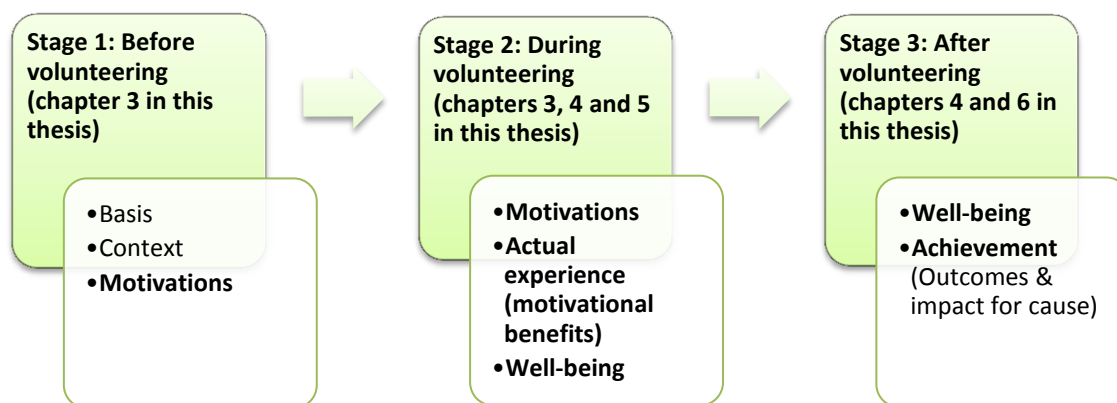 Stage 1: Before
volunteering
(chapter 3 in this
thesis)
•Basis
•Context
•Motivations
Stage 2: During
volunteering
(chapters 3, 4 and 5
in this thesis)
•Motivations
•Actual
experience
(motivational
benefits)
•Well-being
Stage 3: After
volunteering
(chapters 4 and 6 in
this thesis)
•Well-being
•Achievement
(Outcomes &
impact for cause)